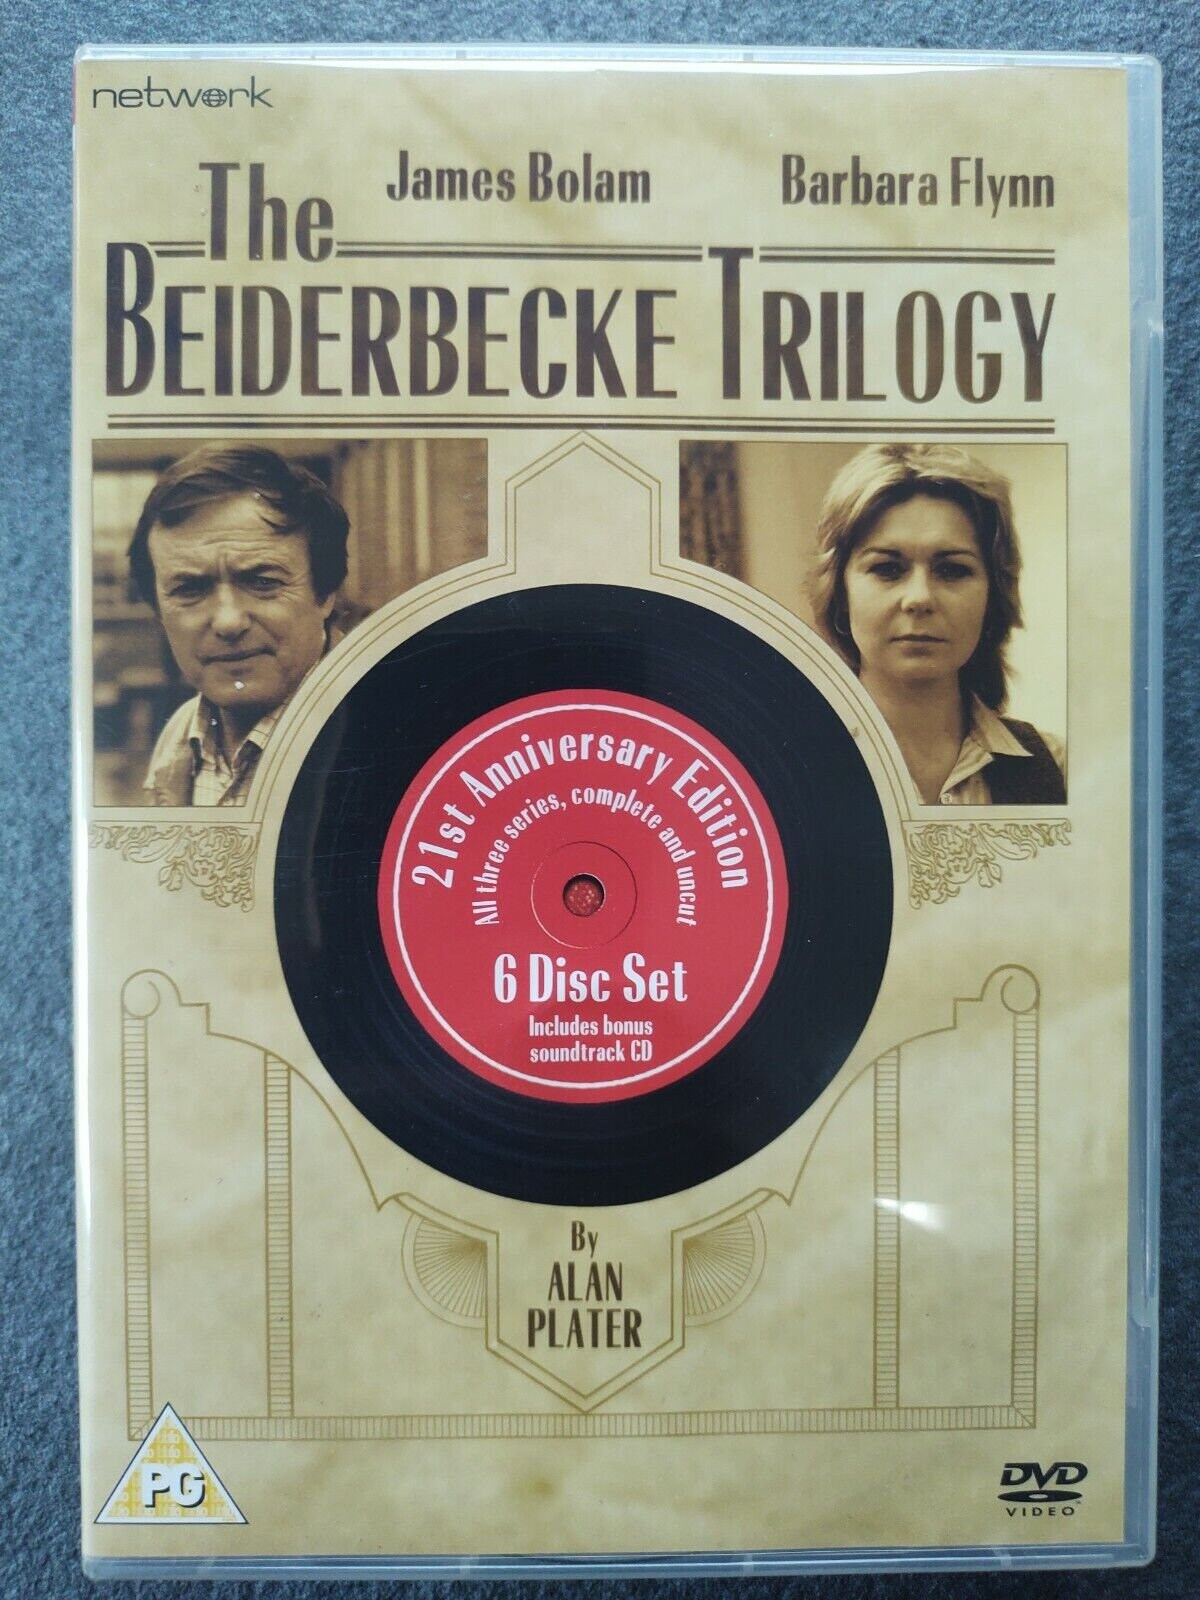 network
James Bolam
Barbara Flynn
The
BEIDERBECKE TRILOGY
21st Anniversary Edition
All three series, complete and uncut
6 Disc Set
Includes bonus
soundtrack CD
By
ALAN
PLATER
PG
DVD
VIDEO